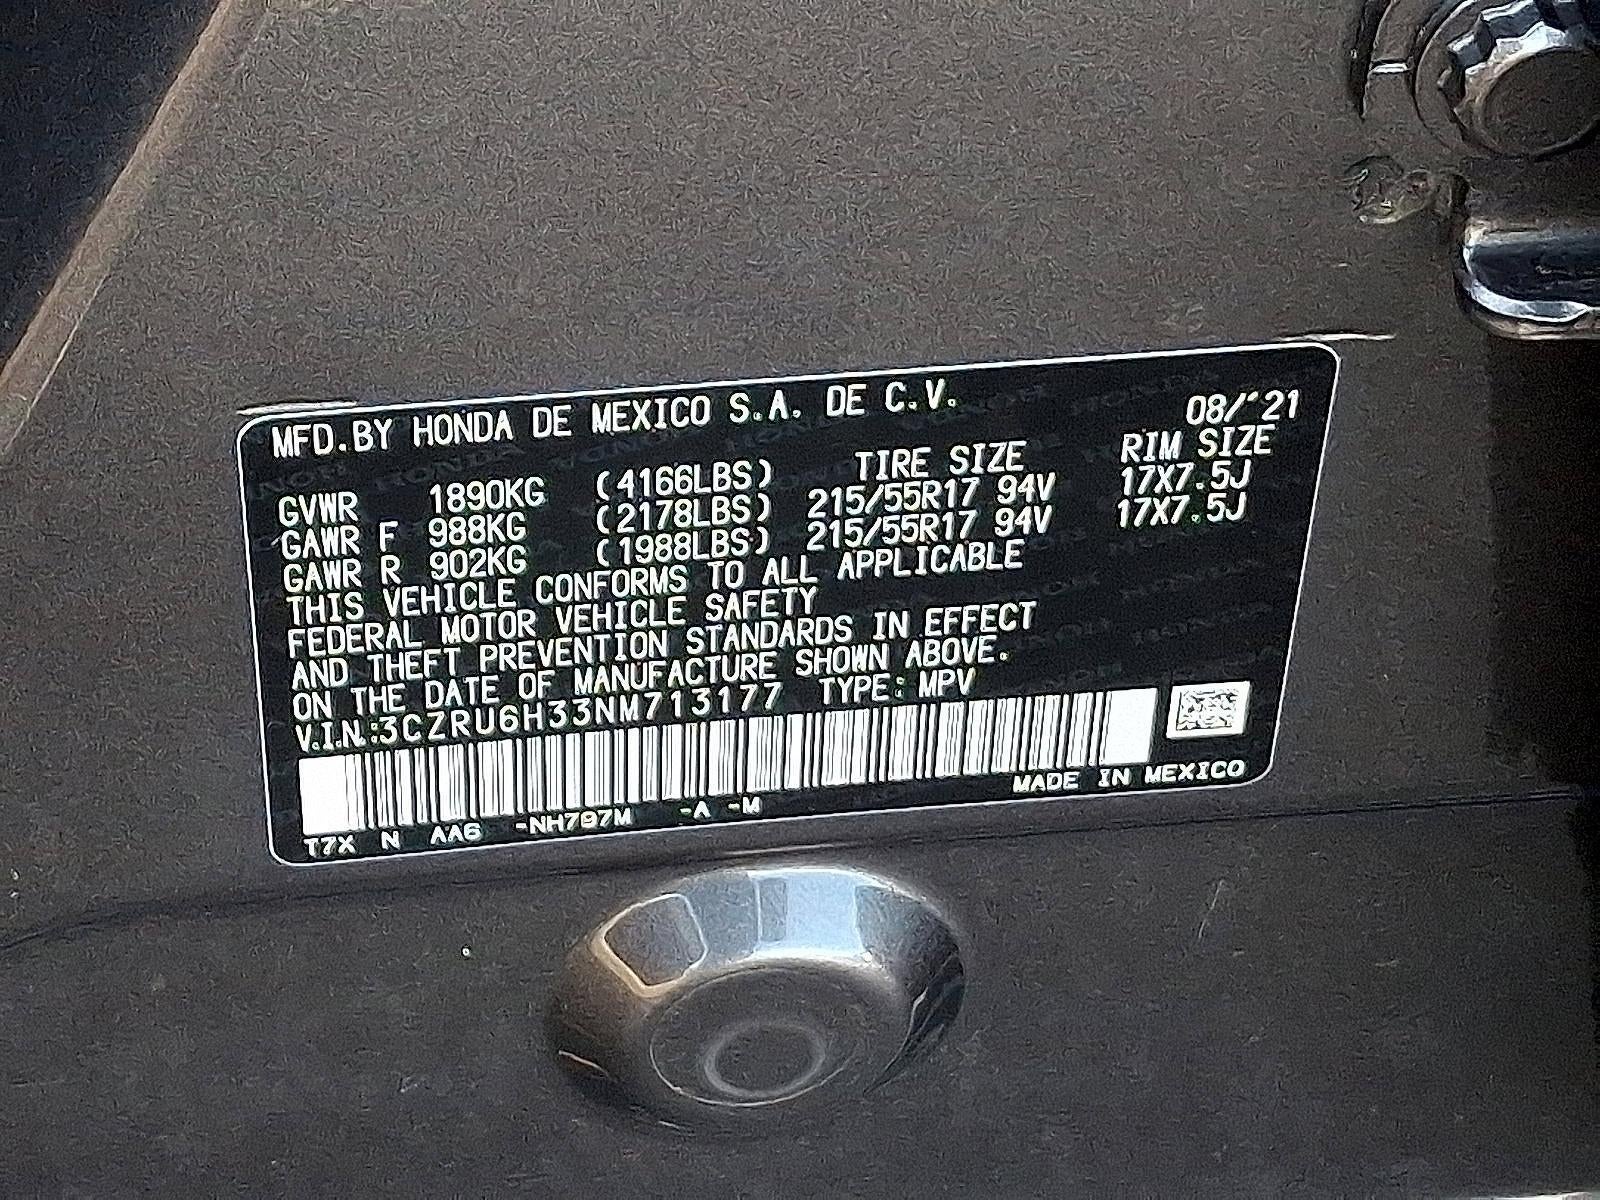 MFD.BY HONDA DE MEXICO S.A. DE C.V. 08/'21
TIRE SIZE RIM SIZE
GVWR 1890KG (4166LBS) 215/55R17 94V 17X7.5J
GAWR F 988KG (2178LBS) 215/55R17 94V 17X7.5J
GAWR R 902KG (1988LBS)
THIS VEHICLE CONFORMS TO ALL APPLICABLE
FEDERAL MOTOR VEHICLE SAFETY
AND THEFT PREVENTION STANDARDS IN EFFECT
ON THE DATE OF MANUFACTURE SHOWN ABOVE.
V.I.N.:3CZRU6H33NM713177 TYPE: MPV
MADE IN MEXICO
T7X N AA6 -NH797M -A -M